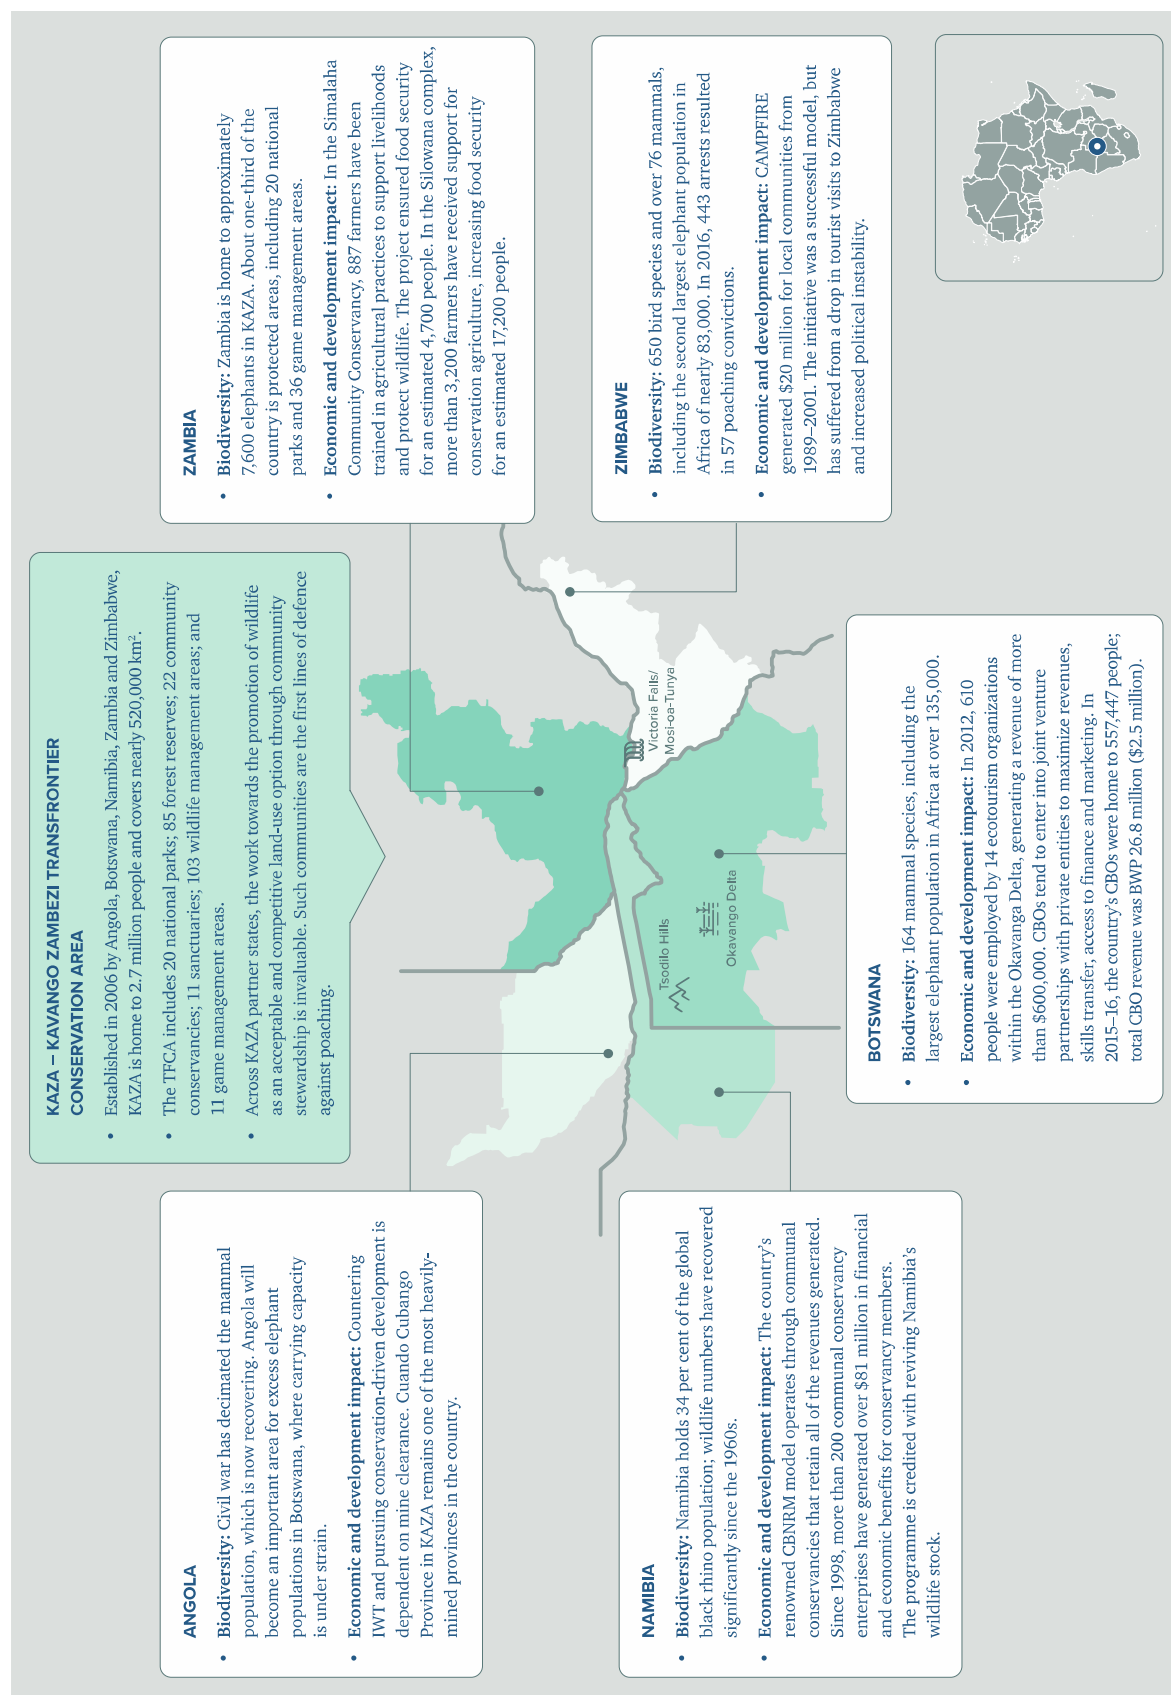 KAZA – KAVANGO ZAMBEZI TRANSFRONTIER
CONSERVATION AREA
• Established in 2006 by Angola, Botswana, Namibia, Zambia and Zimbabwe,
KAZA is home to 2.7 million people and covers nearly 520,000 km².
• The TFCA includes 20 national parks; 85 forest reserves; 22 community
conservancies; 11 sanctuaries; 103 wildlife management areas; and
11 game management areas.
• Across KAZA partner states, the work towards the promotion of wildlife
as an acceptable and competitive land-use option through community
stewardship is invaluable. Such communities are the first lines of defence
against poaching.
ANGOLA
• Biodiversity: Civil war has decimated the mammal
population, which is now recovering. Angola will
become an important area for excess elephant
populations in Botswana, where carrying capacity
is under strain.
• Economic and development impact: Countering
IWT and pursuing conservation-driven development is
dependent on mine clearance. Cuando Cubango
Province in KAZA remains one of the most heavily-
mined provinces in the country.
ZAMBIA
• Biodiversity: Zambia is home to approximately
7,600 elephants in KAZA. About one-third of the
country is protected areas, including 20 national
parks and 36 game management areas.
• Economic and development impact: In the Simalaha
Community Conservancy, 887 farmers have been
trained in agricultural practices to support livelihoods
and protect wildlife. The project ensured food security
for an estimated 4,700 people. In the Silowana complex,
more than 3,200 farmers have received support for
conservation agriculture, increasing food security
for an estimated 17,200 people.
Victoria Falls/
Mosi-oa-Tunya
Tsodilo Hills
Okavango Delta
NAMIBIA
• Biodiversity: Namibia holds 34 per cent of the global
black rhino population; wildlife numbers have recovered
significantly since the 1960s.
• Economic and development impact: The country’s
renowned CBNRM model operates through communal
conservancies that retain all of the revenues generated.
Since 1998, more than 200 communal conservancy
enterprises have generated over $81 million in financial
and economic benefits for conservancy members.
The programme is credited with reviving Namibia’s
wildlife stock.
BOTSWANA
• Biodiversity: 164 mammal species, including the
largest elephant population in Africa at over 135,000.
• Economic and development impact: In 2012, 610
people were employed by 14 ecotourism organizations
within the Okavanga Delta, generating a revenue of more
than $600,000. CBOs tend to enter into joint venture
partnerships with private entities to maximize revenues,
skills transfer, access to finance and marketing. In
2015–16, the country’s CBOs were home to 557,447 people;
total CBO revenue was BWP 26.8 million ($2.5 million).
ZIMBABWE
• Biodiversity: 650 bird species and over 76 mammals,
including the second largest elephant population in
Africa of nearly 83,000. In 2016, 443 arrests resulted
in 57 poaching convictions.
• Economic and development impact: CAMPFIRE
generated $20 million for local communities from
1989–2001. The initiative was a successful model, but
has suffered from a drop in tourist visits to Zimbabwe
and increased political instability.